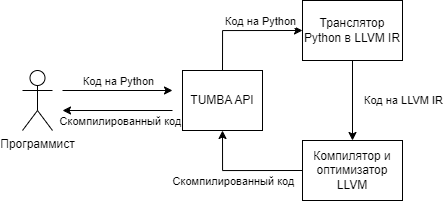 Код на Python
Транслятор
Python в LLVM IR
Код на Python
TUMBA API
Код на LLVM IR
Скомпилированный код
Программист
Компилятор и
оптимизатор
LLVM
Скомпилированный код